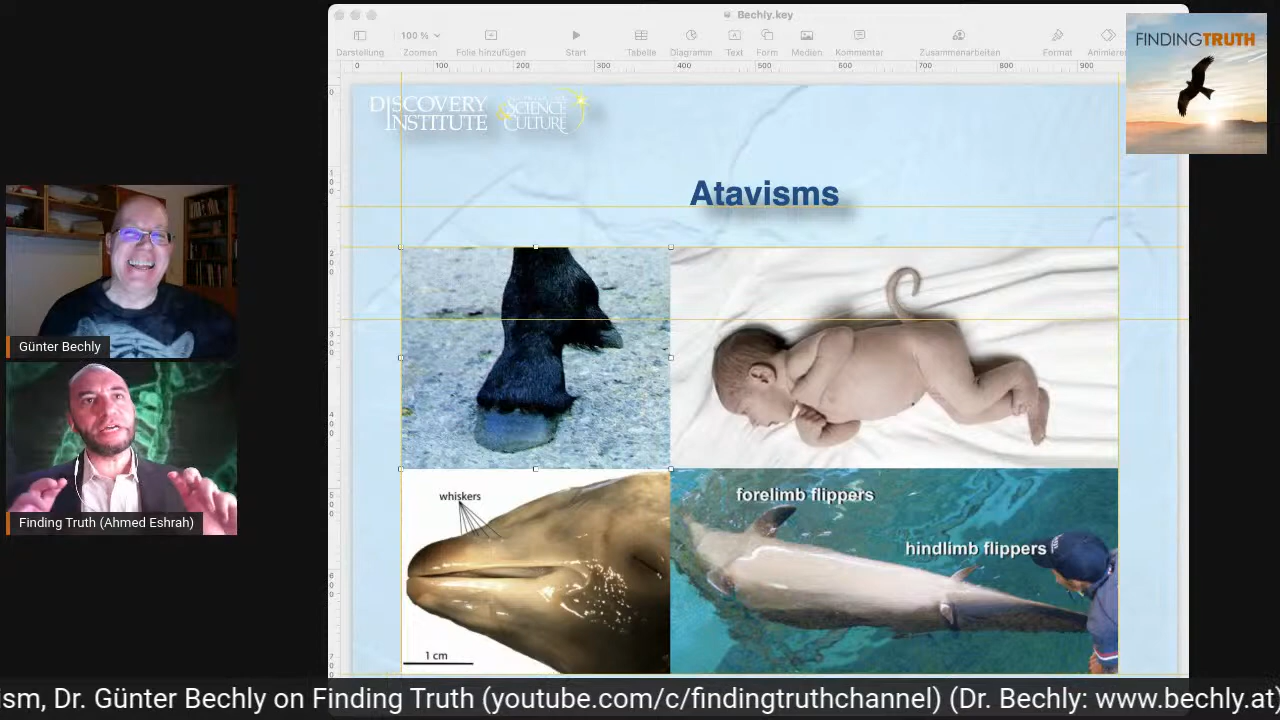 Bechly.key
100 %
Darstellung
Zoomen
Folie hinzufügen
Start
Tabelle
Diagramm
Text
Form
Medien
Kommentar
Zusammenarbeiten
Format
Animieren
0 100 200 300 400 500 600 700 800 900
FINDINGTRUTH
DISCOVERY
INSTITUTE
SCIENCE
CULTURE
Atavisms
Günter Bechly
Finding Truth (Ahmed Eshrah)
whiskers
1 cm
forelimb flippers
hindlimb flippers
ism, Dr. Günter Bechly on Finding Truth (youtube.com/c/findingtruthchannel) (Dr. Bechly: www.bechly.at)